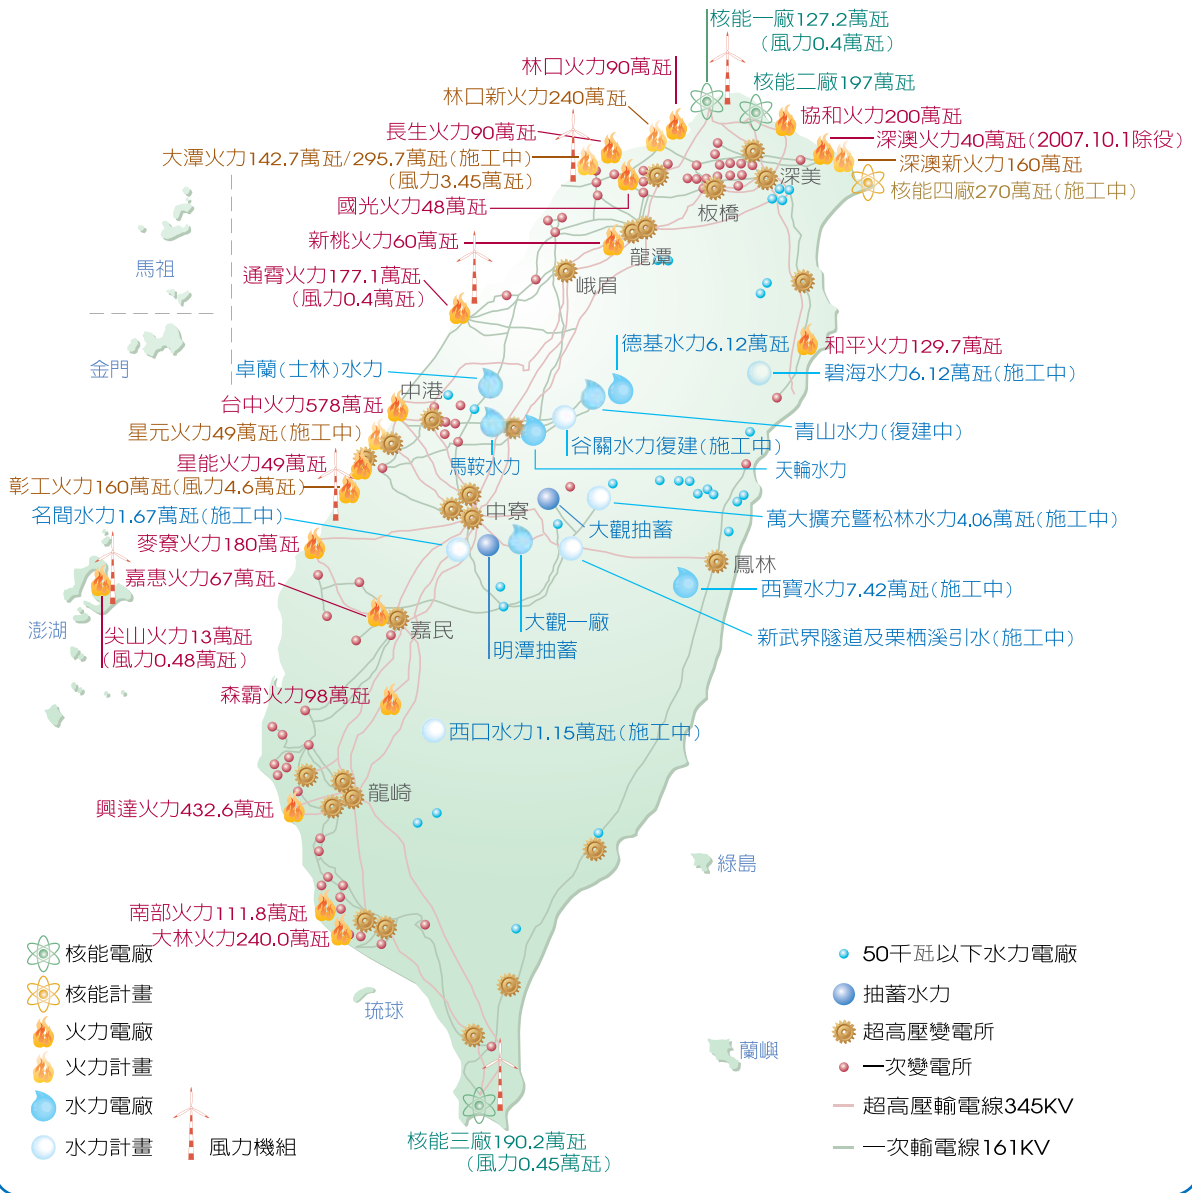 核能一廠127.2萬瓩
（風力0.4萬瓩）
林口火力90萬瓩
核能二廠197萬瓩
林口新火力240萬瓩
協和火力200萬瓩
長生火力90萬瓩
深澳火力40萬瓩(2007.10.1除役)
大潭火力142.7萬瓩/295.7萬瓩(施工中)
（風力3.45萬瓩）
深澳新火力160萬瓩
深美
核能四廠270萬瓩(施工中)
國光火力48萬瓩
板橋
新桃火力60萬瓩
龍潭
馬祖
通霄火力177.1萬瓩
（風力0.4萬瓩）
峨眉
德基水力6.12萬瓩
和平火力129.7萬瓩
金門
卓蘭(士林)水力
碧海水力6.12萬瓩(施工中)
中港
台中火力578萬瓩
星元火力49萬瓩(施工中)
青山水力(復建中)
谷關水力復建(施工中)
星能火力49萬瓩
馬鞍水力
天輪水力
彰工火力160萬瓩(風力4.6萬瓩)
名間水力1.67萬瓩(施工中)
中寮
萬大擴充暨松林水力4.06萬瓩(施工中)
大觀抽蓄
麥寮火力180萬瓩
鳳林
嘉惠火力67萬瓩
西寶水力7.42萬瓩(施工中)
澎湖
尖山火力13萬瓩
(風力0.48萬瓩)
嘉民
大觀一廠
明潭抽蓄
新武界隧道及栗栖溪引水(施工中)
森霸火力98萬瓩
西口水力1.15萬瓩(施工中)
龍崎
興達火力432.6萬瓩
綠島
南部火力111.8萬瓩
大林火力240.0萬瓩
琉球
蘭嶼
核能三廠190.2萬瓩
（風力0.45萬瓩）
核能電廠
核能計畫
火力電廠
火力計畫
水力電廠
水力計畫
風力機組
50千瓩以下水力電廠
抽蓄水力
超高壓變電所
一次變電所
超高壓輸電線345KV
一次輸電線161KV